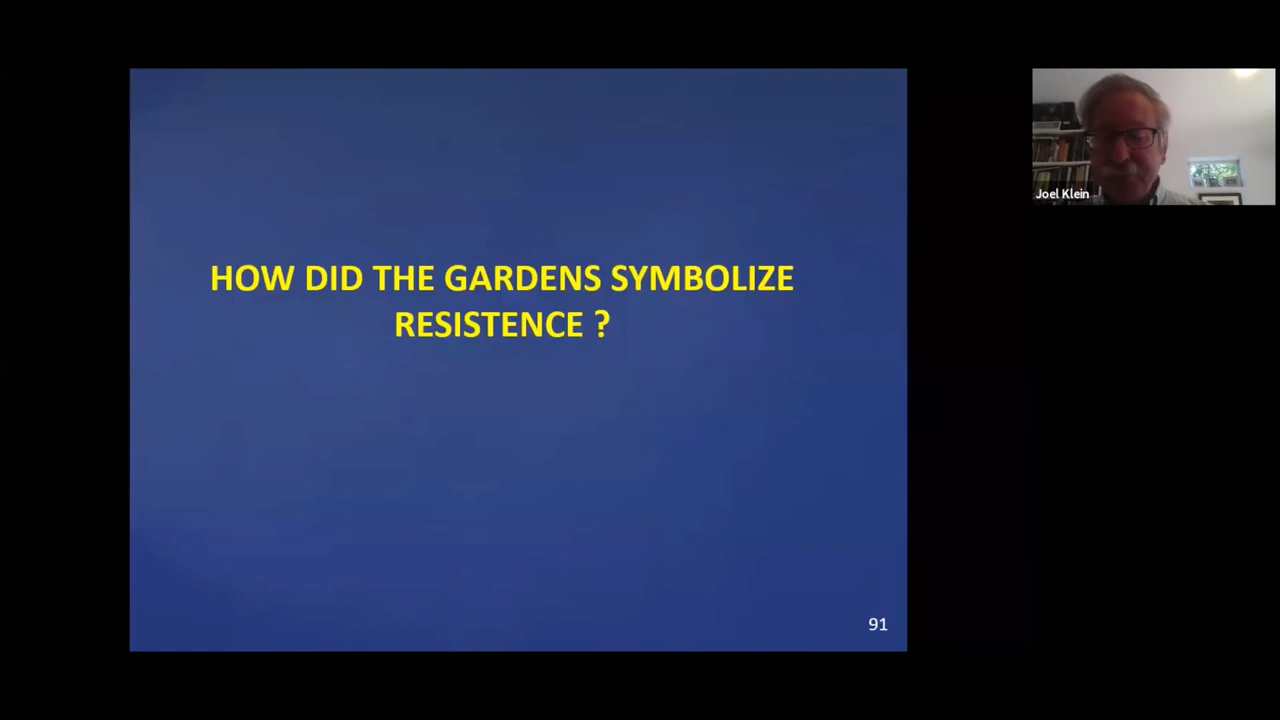 HOW DID THE GARDENS SYMBOLIZE
RESISTENCE ?
91
Joel Klein